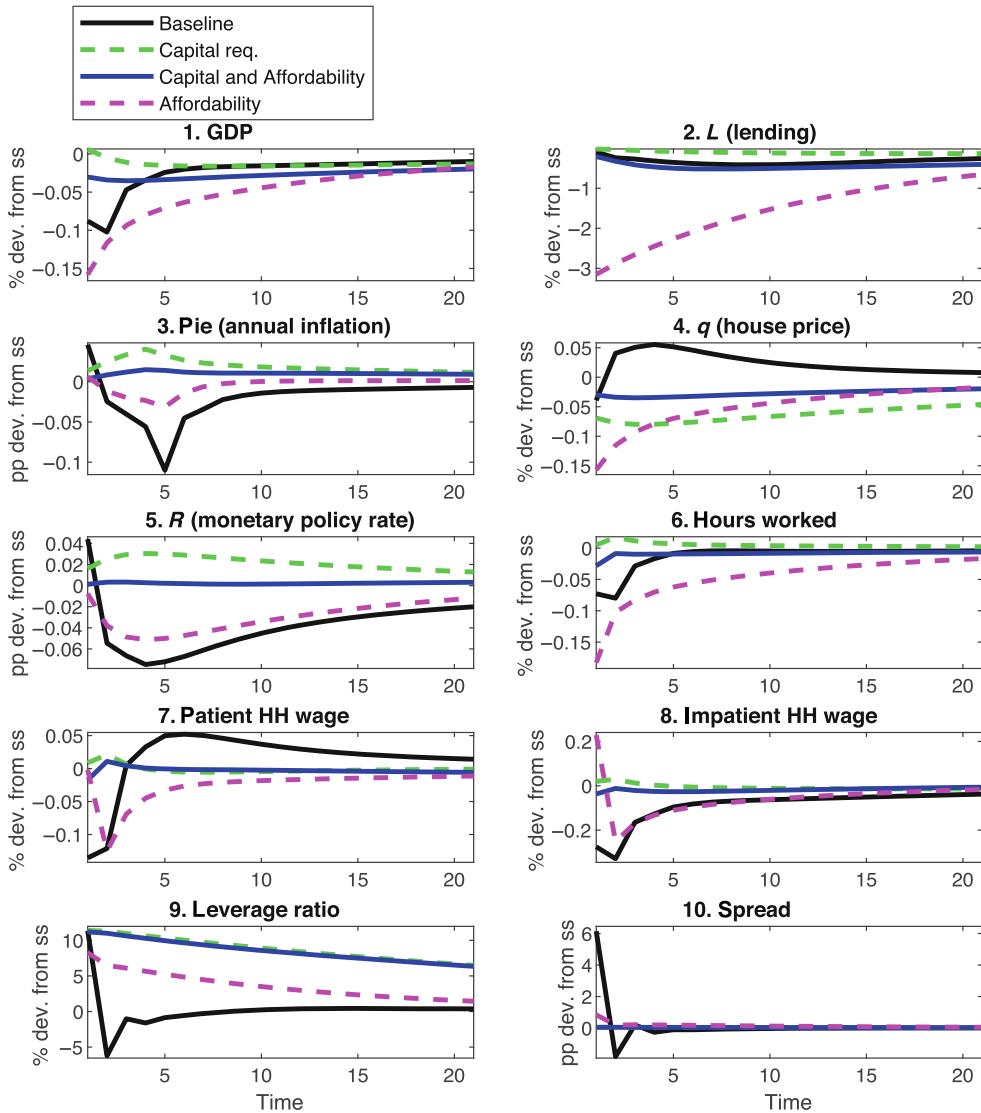 Baseline
Capital req.
Capital and Affordability
Affordability
1. GDP
% dev. from ss
0
−0.05
−0.1
−0.15
5 10 15 20
2. L (lending)
% dev. from ss
−1
−2
−3
5 10 15 20
3. Pie (annual inflation)
pp dev. from ss
0
−0.05
−0.1
5 10 15 20
4. q (house price)
% dev. from ss
0.05
0
−0.05
−0.1
−0.15
5 10 15 20
5. R (monetary policy rate)
pp dev. from ss
0.04
0.02
0
−0.02
−0.04
−0.06
5 10 15 20
6. Hours worked
% dev. from ss
0
−0.05
−0.1
−0.15
5 10 15 20
7. Patient HH wage
% dev. from ss
0.05
0
−0.05
−0.1
5 10 15 20
8. Impatient HH wage
% dev. from ss
0.2
0
−0.2
5 10 15 20
9. Leverage ratio
% dev. from ss
10
5
0
−5
5 10 15 20
Time
10. Spread
pp dev. from ss
6
4
2
0
5 10 15 20
Time